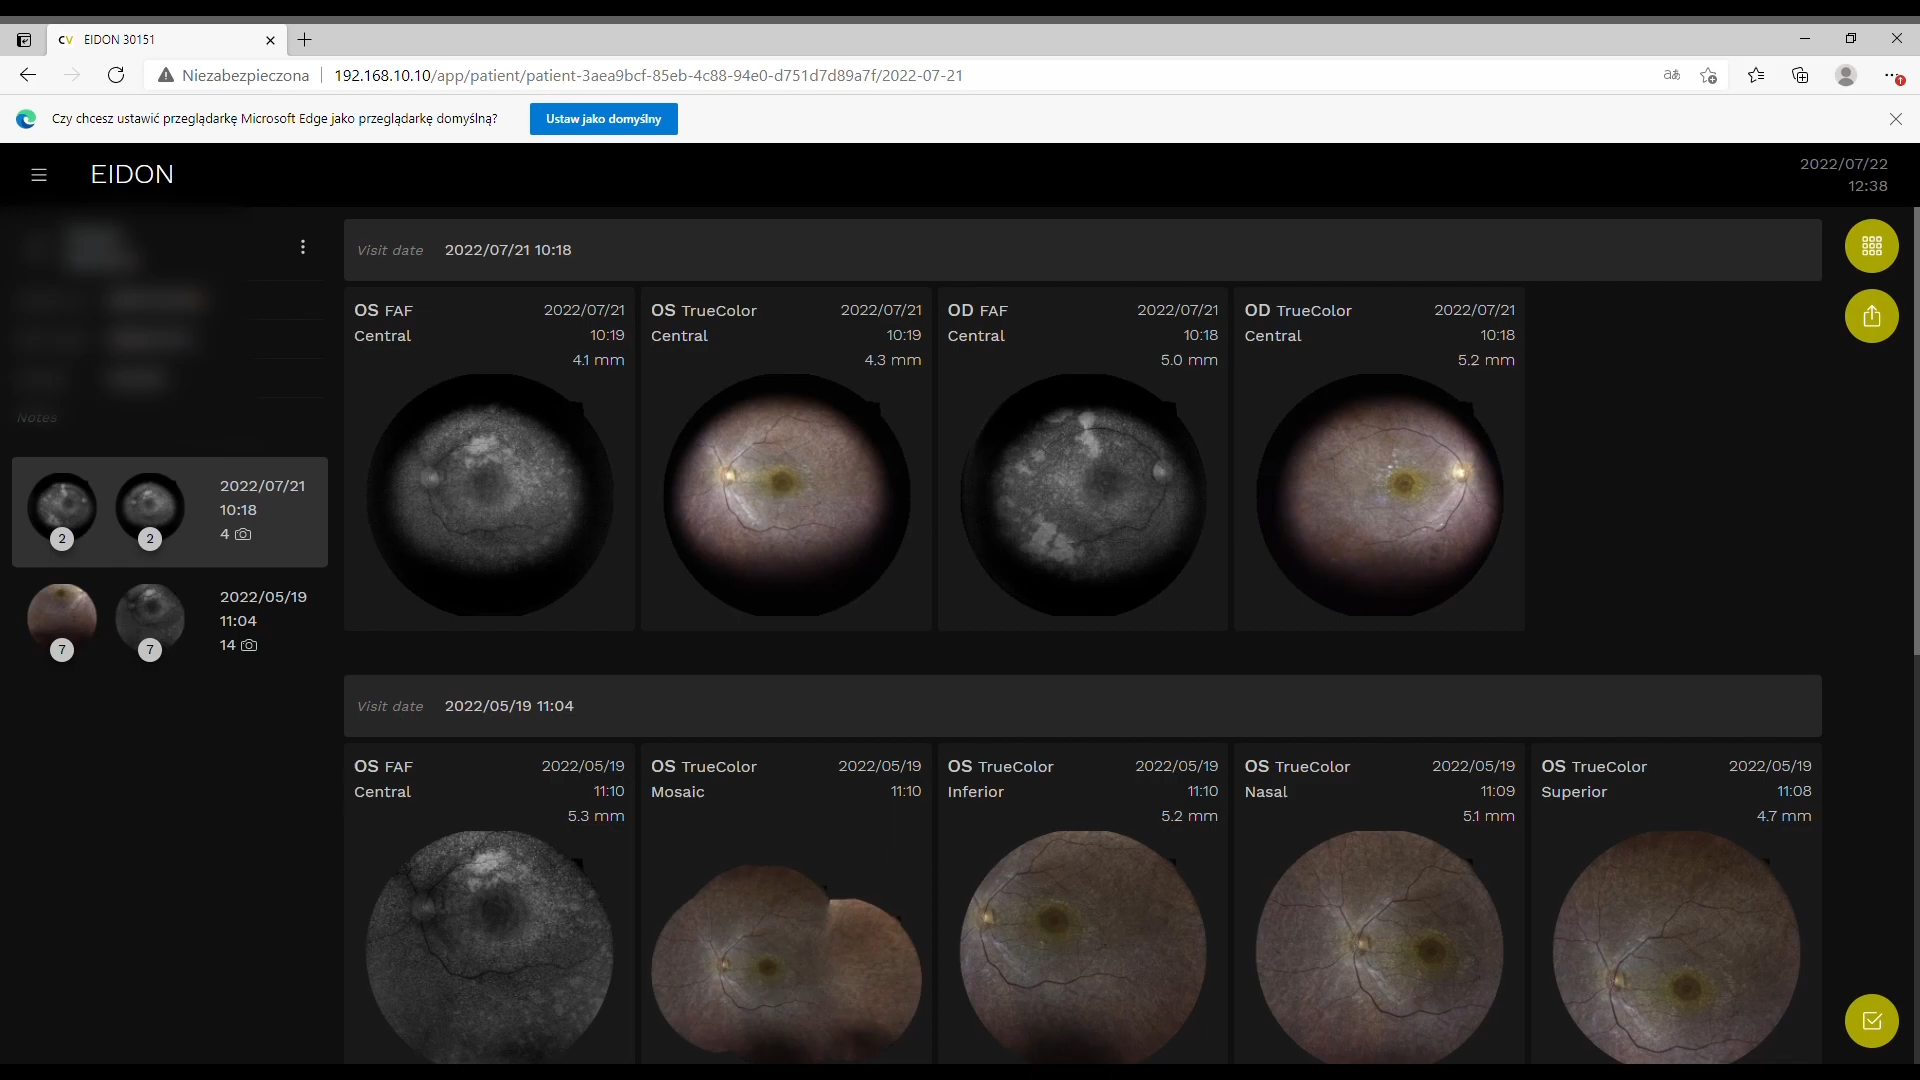 CV EIDON 30151
Niezabezpieczona 192.168.10.10/app/patient/patient-3aea9bcf-85eb-4c88-94e0-d751d7d89a7f/2022-07-21
Czy chcesz ustawić przeglądarkę Microsoft Edge jako przeglądarkę domyślną? Ustaw jako domyślny
EIDON
2022/07/22
12:38
Notes
2022/07/21
10:18
4
2 2
2022/05/19
11:04
14
7 7
Visit date 2022/07/21 10:18
OS FAF 2022/07/21
Central 10:19
4.1 mm
OS TrueColor 2022/07/21
Central 10:19
4.3 mm
OD FAF 2022/07/21
Central 10:18
5.0 mm
OD TrueColor 2022/07/21
Central 10:18
5.2 mm
Visit date 2022/05/19 11:04
OS FAF 2022/05/19
Central 11:10
5.3 mm
OS TrueColor 2022/05/19
Mosaic 11:10
OS TrueColor 2022/05/19
Inferior 11:10
5.2 mm
OS TrueColor 2022/05/19
Nasal 11:09
5.1 mm
OS TrueColor 2022/05/19
Superior 11:08
4.7 mm